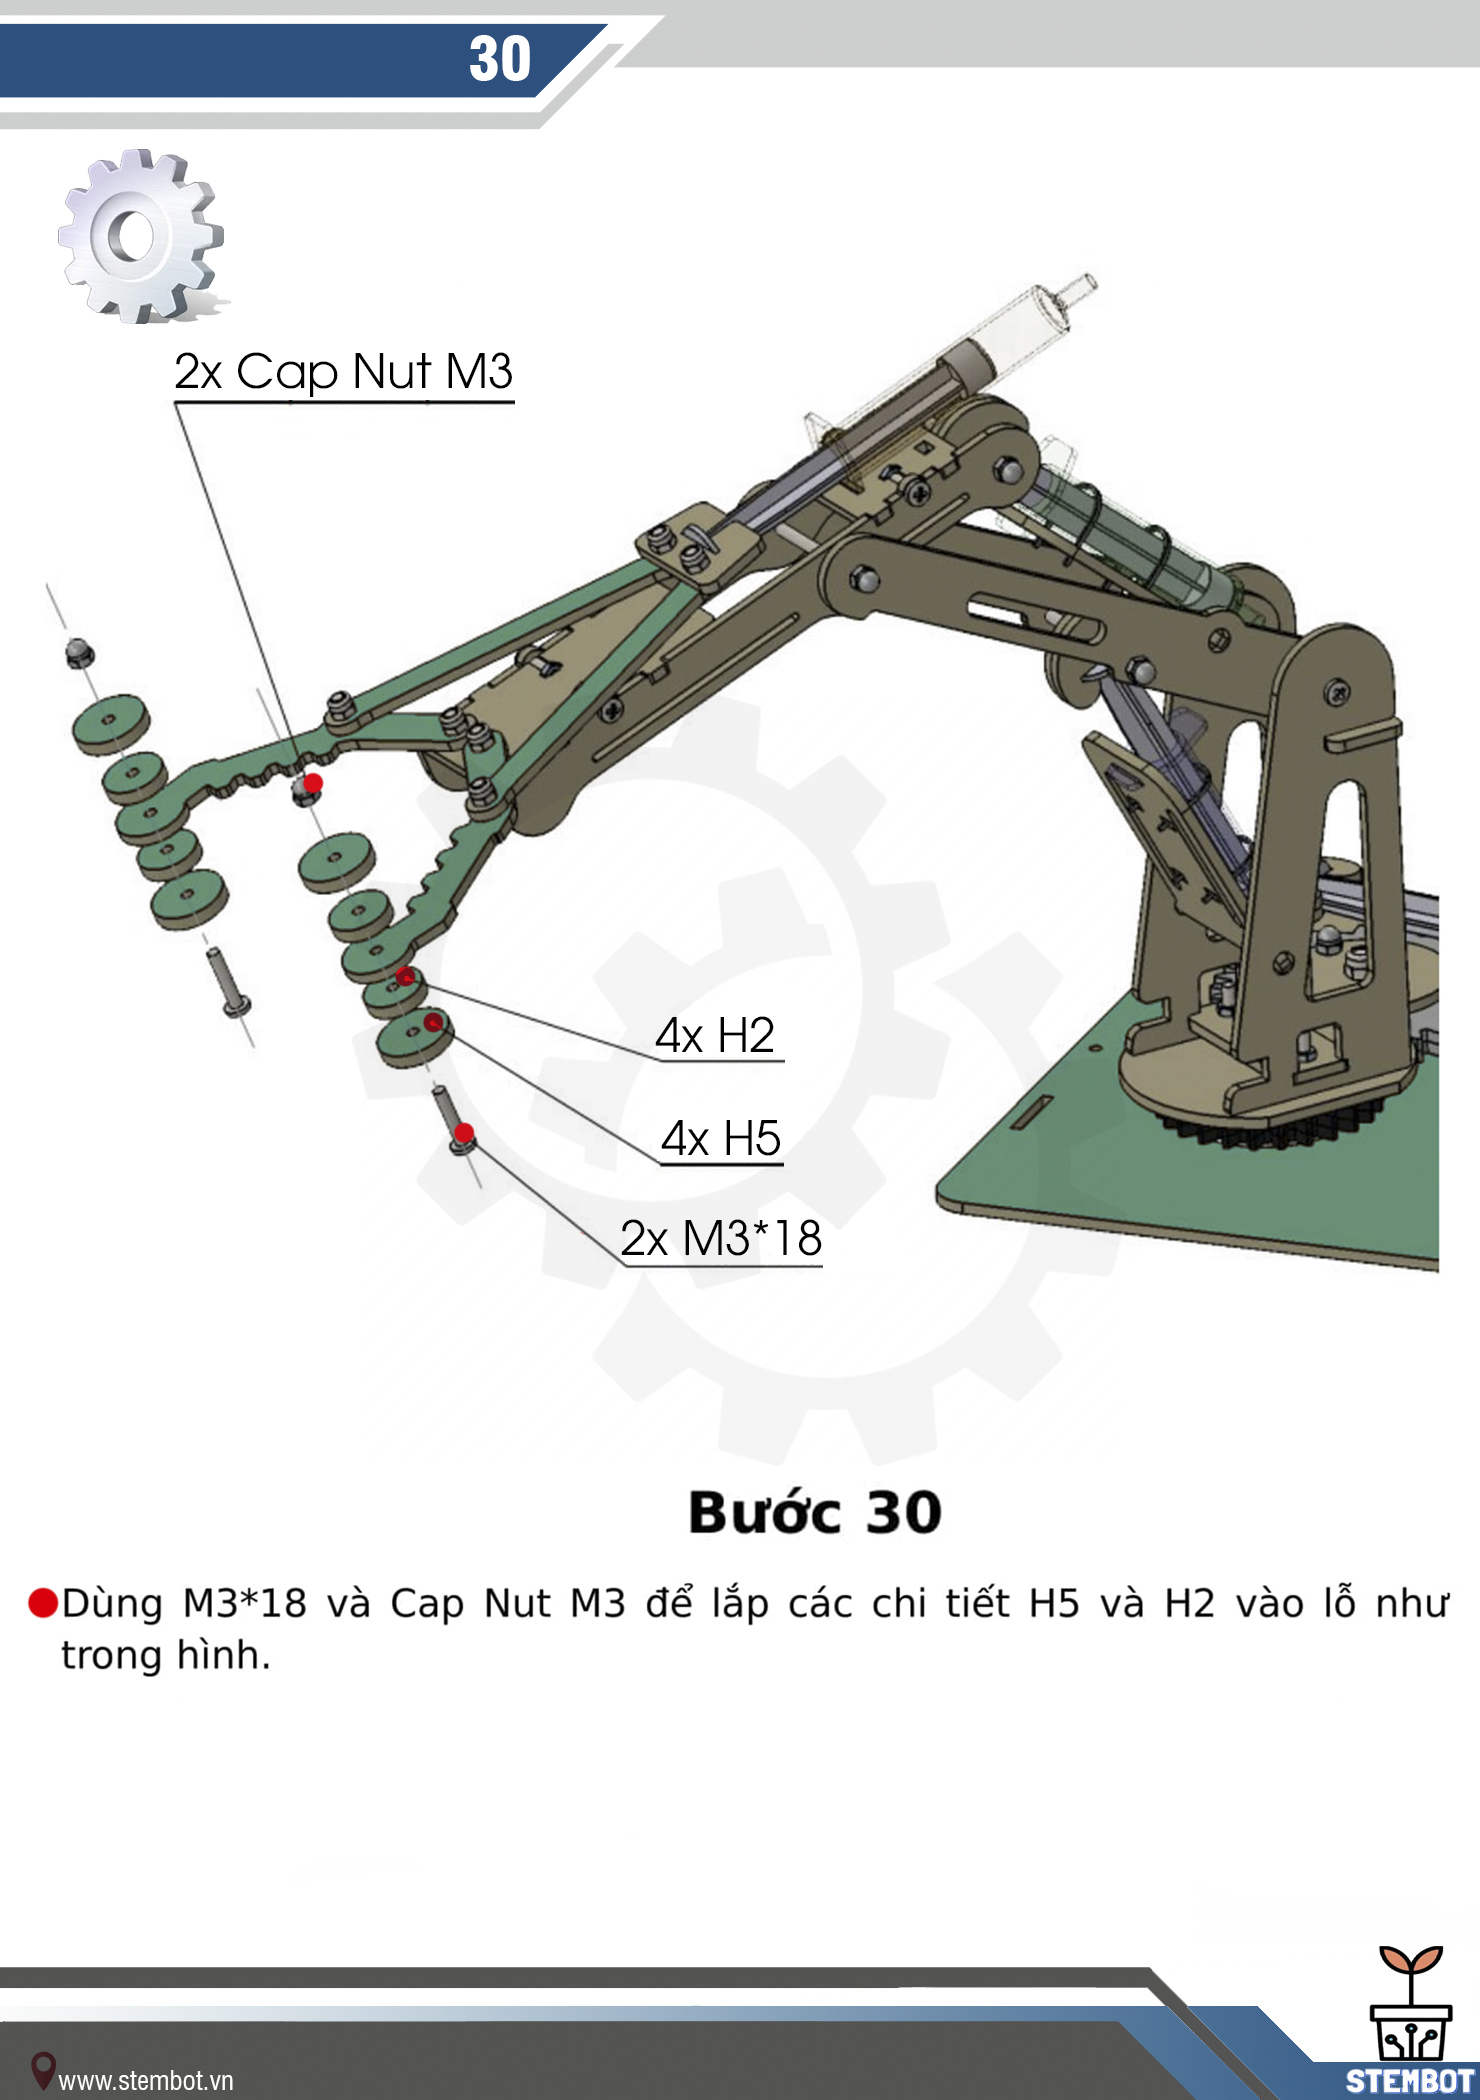 30
2x Cap Nut M3
4x H2
4x H5
2x M3*18
Bước 30
Dùng M3*18 và Cap Nut M3 để lắp các chi tiết H5 và H2 vào lỗ như
trong hình.
www.stembot.vn
STEMBOT